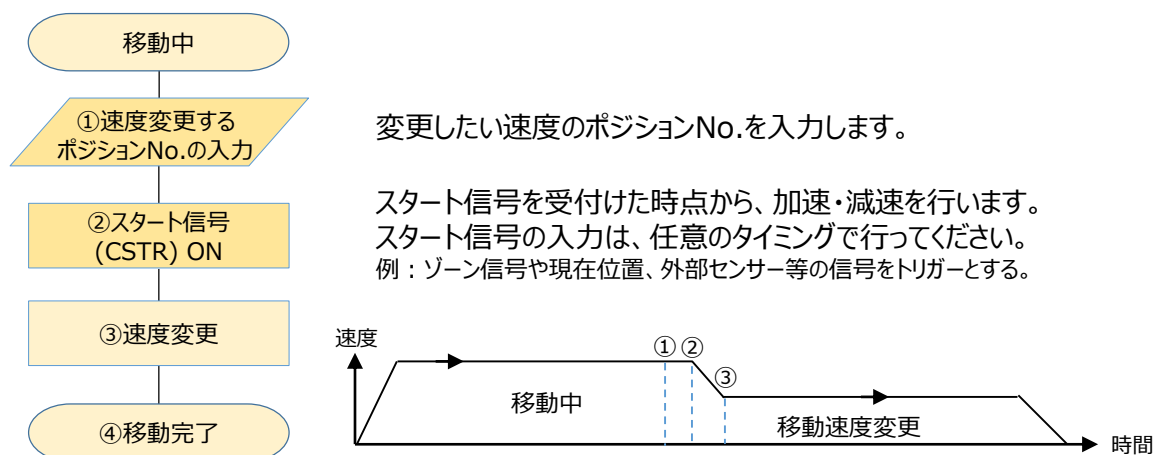 移動中
①速度変更する
ポジションNo.の入力
変更したい速度のポジションNo.を入力します。
②スタート信号
(CSTR) ON
スタート信号を受付けた時点から、加速・減速を行います。
スタート信号の入力は、任意のタイミングで行ってください。
例：ゾーン信号や現在位置、外部センサー等の信号をトリガーとする。
③速度変更
④移動完了
速度
① ②
③
移動中
移動速度変更
時間